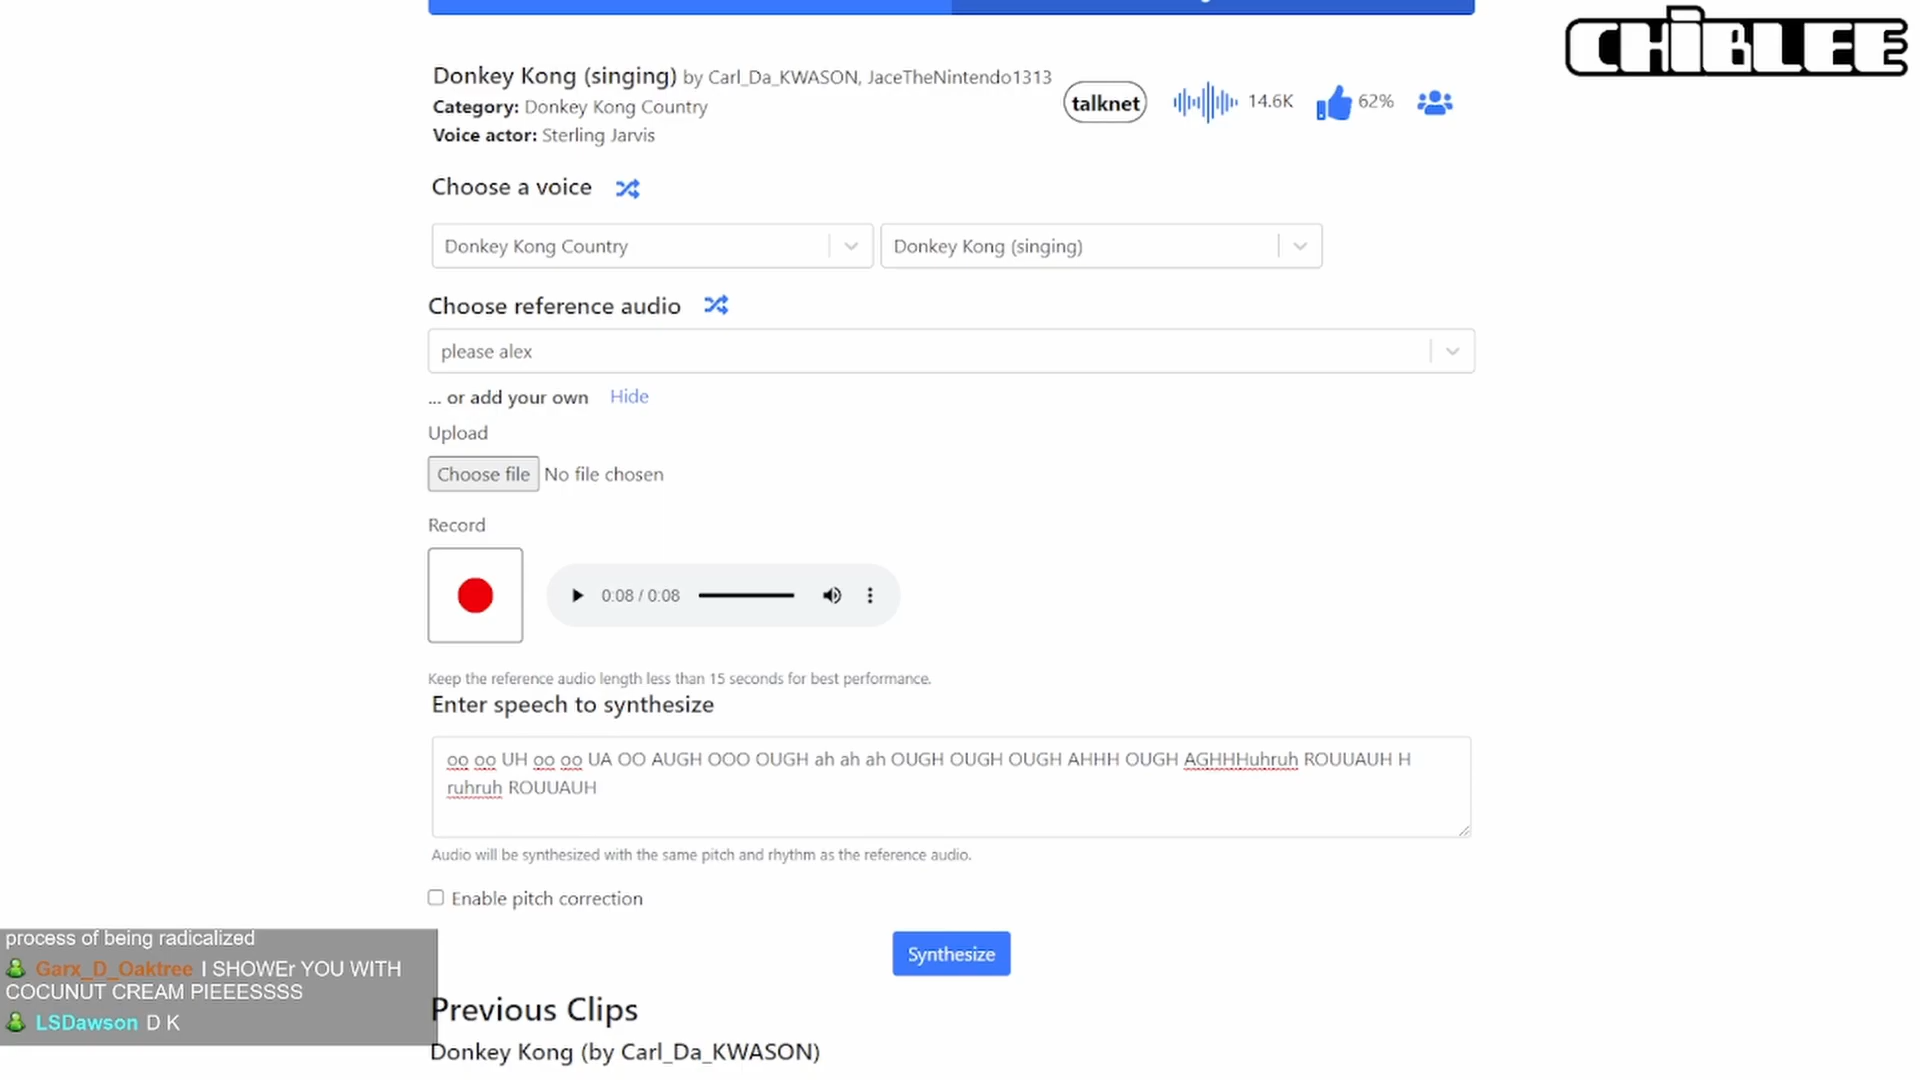 CHiBLEE
Donkey Kong (singing) by Carl_Da_KWASON, JaceTheNintendo1313
talknet
14.6K
62%
Category: Donkey Kong Country
Voice actor: Sterling Jarvis
Choose a voice
Donkey Kong Country
Donkey Kong (singing)
Choose reference audio
please alex
... or add your own Hide
Upload
Choose file No file chosen
Record
0:08 / 0:08
Keep the reference audio length less than 15 seconds for best performance.
Enter speech to synthesize
oo oo UH oo oo UA OO AUGH OOO OUGH ah ah ah OUGH OUGH OUGH AHHH OUGH AGHHHuhruh ROUUAUH H
ruhruh ROUUAUH
Audio will be synthesized with the same pitch and rhythm as the reference audio.
Enable pitch correction
Synthesize
process of being radicalized
Garx_D_Oaktree I SHOWEr YOU WITH
COCUNUT CREAM PIEEESSSS
LSDawson D K
Previous Clips
Donkey Kong (by Carl_Da_KWASON)